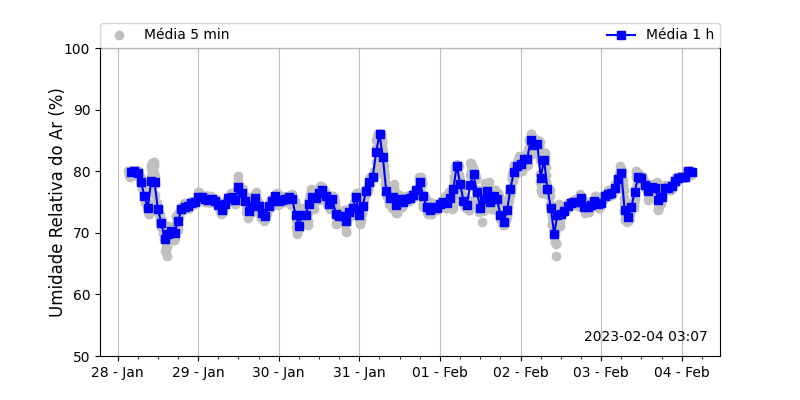 Média 5 min
Média 1 h
Umidade Relativa do Ar (%)
100
90
80
70
60
50
2023-02-04 03:07
28 - Jan
29 - Jan
30 - Jan
31 - Jan
01 - Feb
02 - Feb
03 - Feb
04 - Feb